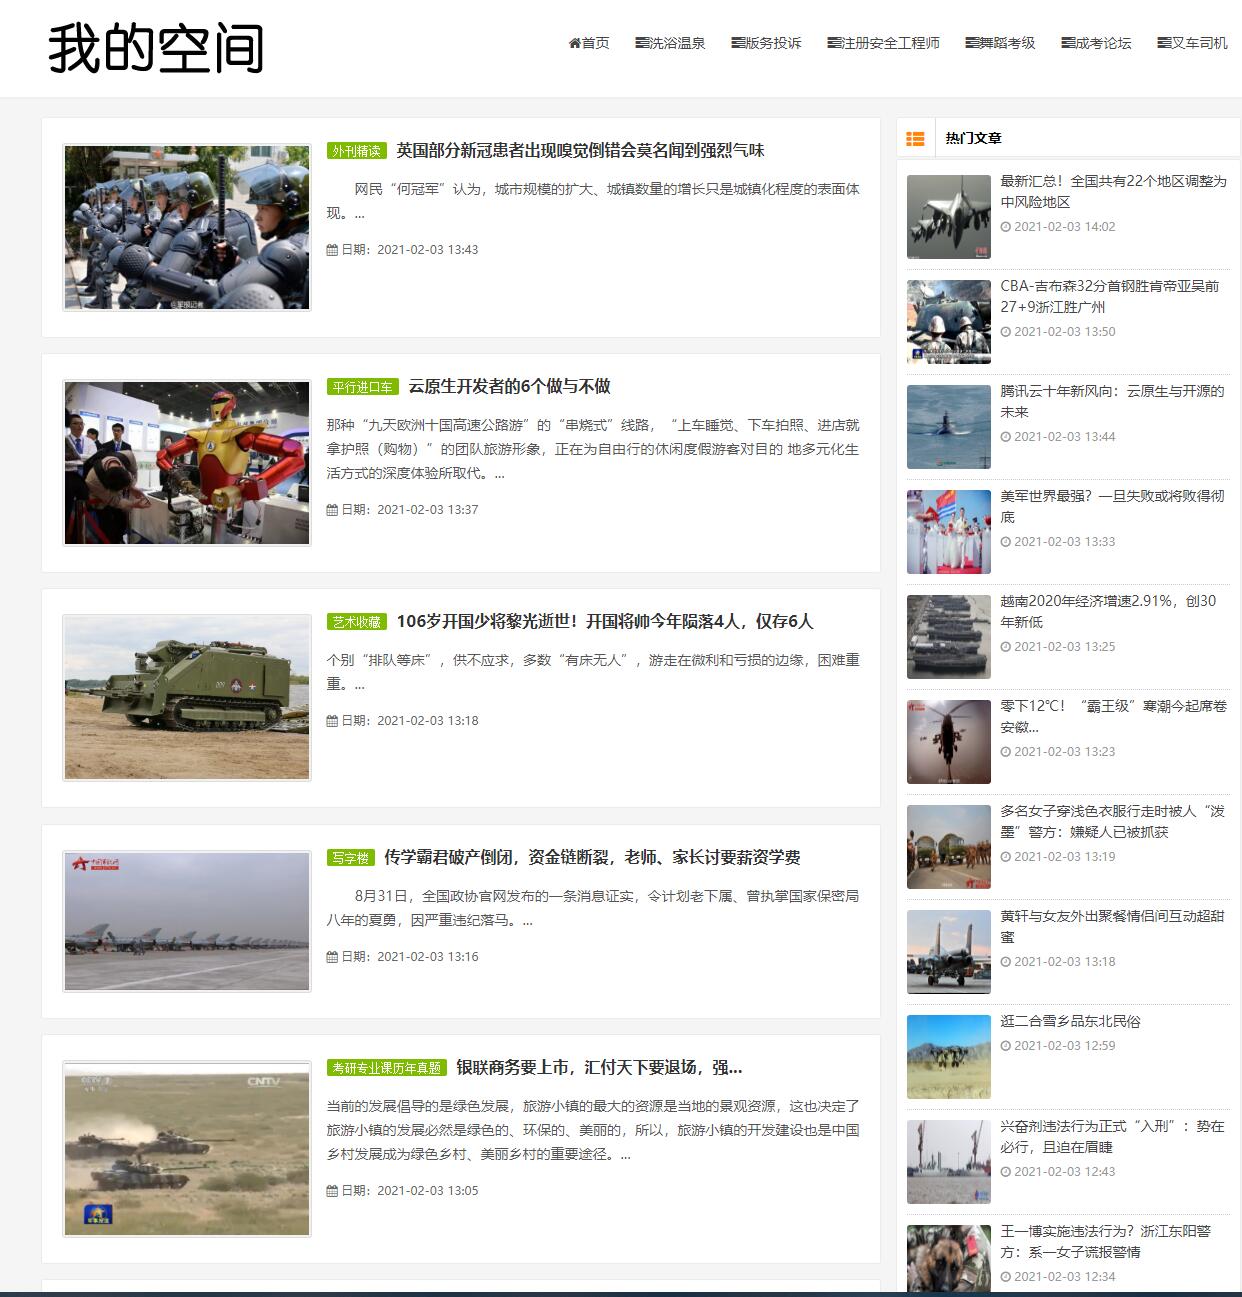 我的空间
首页 洗浴温泉 版务投诉 注册安全工程师 舞蹈考级 成考论坛 叉车司机
外刊精读 英国部分新冠患者出现嗅觉倒错会莫名闻到强烈气味
网民“何冠军”认为，城市规模的扩大、城镇数量的增长只是城镇化程度的表面体
现。...
日期：2021-02-03 13:43
平行进口车 云原生开发者的6个做与不做
那种“九天欧洲十国高速公路游”的“串烧式”线路，“上车睡觉、下车拍照、进店就
拿护照（购物）”的团队旅游形象，正在为自由行的休闲度假游客对目的 地多元化生
活方式的深度体验所取代。...
日期：2021-02-03 13:37
艺术收藏 106岁开国少将黎光逝世！开国将帅今年陨落4人，仅存6人
个别“排队等床”，供不应求，多数“有床无人”，游走在微利和亏损的边缘，困难重
重。...
日期：2021-02-03 13:18
中国军视网
写字楼 传学霸君破产倒闭，资金链断裂，老师、家长讨要薪资学费
8月31日，全国政协官网发布的一条消息证实，令计划老下属、曾执掌国家保密局
八年的夏勇，因严重违纪落马。...
日期：2021-02-03 13:16
CNTV
考研专业课历年真题 银联商务要上市，汇付天下要退场，强...
当前的发展倡导的是绿色发展，旅游小镇的最大的资源是当地的景观资源，这也决定了
旅游小镇的发展必然是绿色的、环保的、美丽的，所以，旅游小镇的开发建设也是中国
乡村发展成为绿色乡村、美丽乡村的重要途径。...
日期：2021-02-03 13:05
热门文章
最新汇总！全国共有22个地区调整为
中风险地区
2021-02-03 14:02
CBA-吉布森32分首钢胜肯帝亚吴前
27+9浙江胜广州
2021-02-03 13:50
腾讯云十年新风向：云原生与开源的
未来
2021-02-03 13:44
美军世界最强？一旦失败或将败得彻
底
2021-02-03 13:33
越南2020年经济增速2.91%，创30
年新低
2021-02-03 13:25
零下12℃！“霸王级”寒潮今起席卷
安徽...
2021-02-03 13:23
多名女子穿浅色衣服行走时被人“泼
墨”警方：嫌疑人已被抓获
2021-02-03 13:19
黄轩与女友外出聚餐情侣间互动超甜
蜜
2021-02-03 13:18
逛二合雪乡品东北民俗
2021-02-03 12:59
兴奋剂违法行为正式“入刑”：势在
必行，且迫在眉睫
2021-02-03 12:43
王一博实施违法行为？浙江东阳警
方：系一女子谎报警情
2021-02-03 12:34